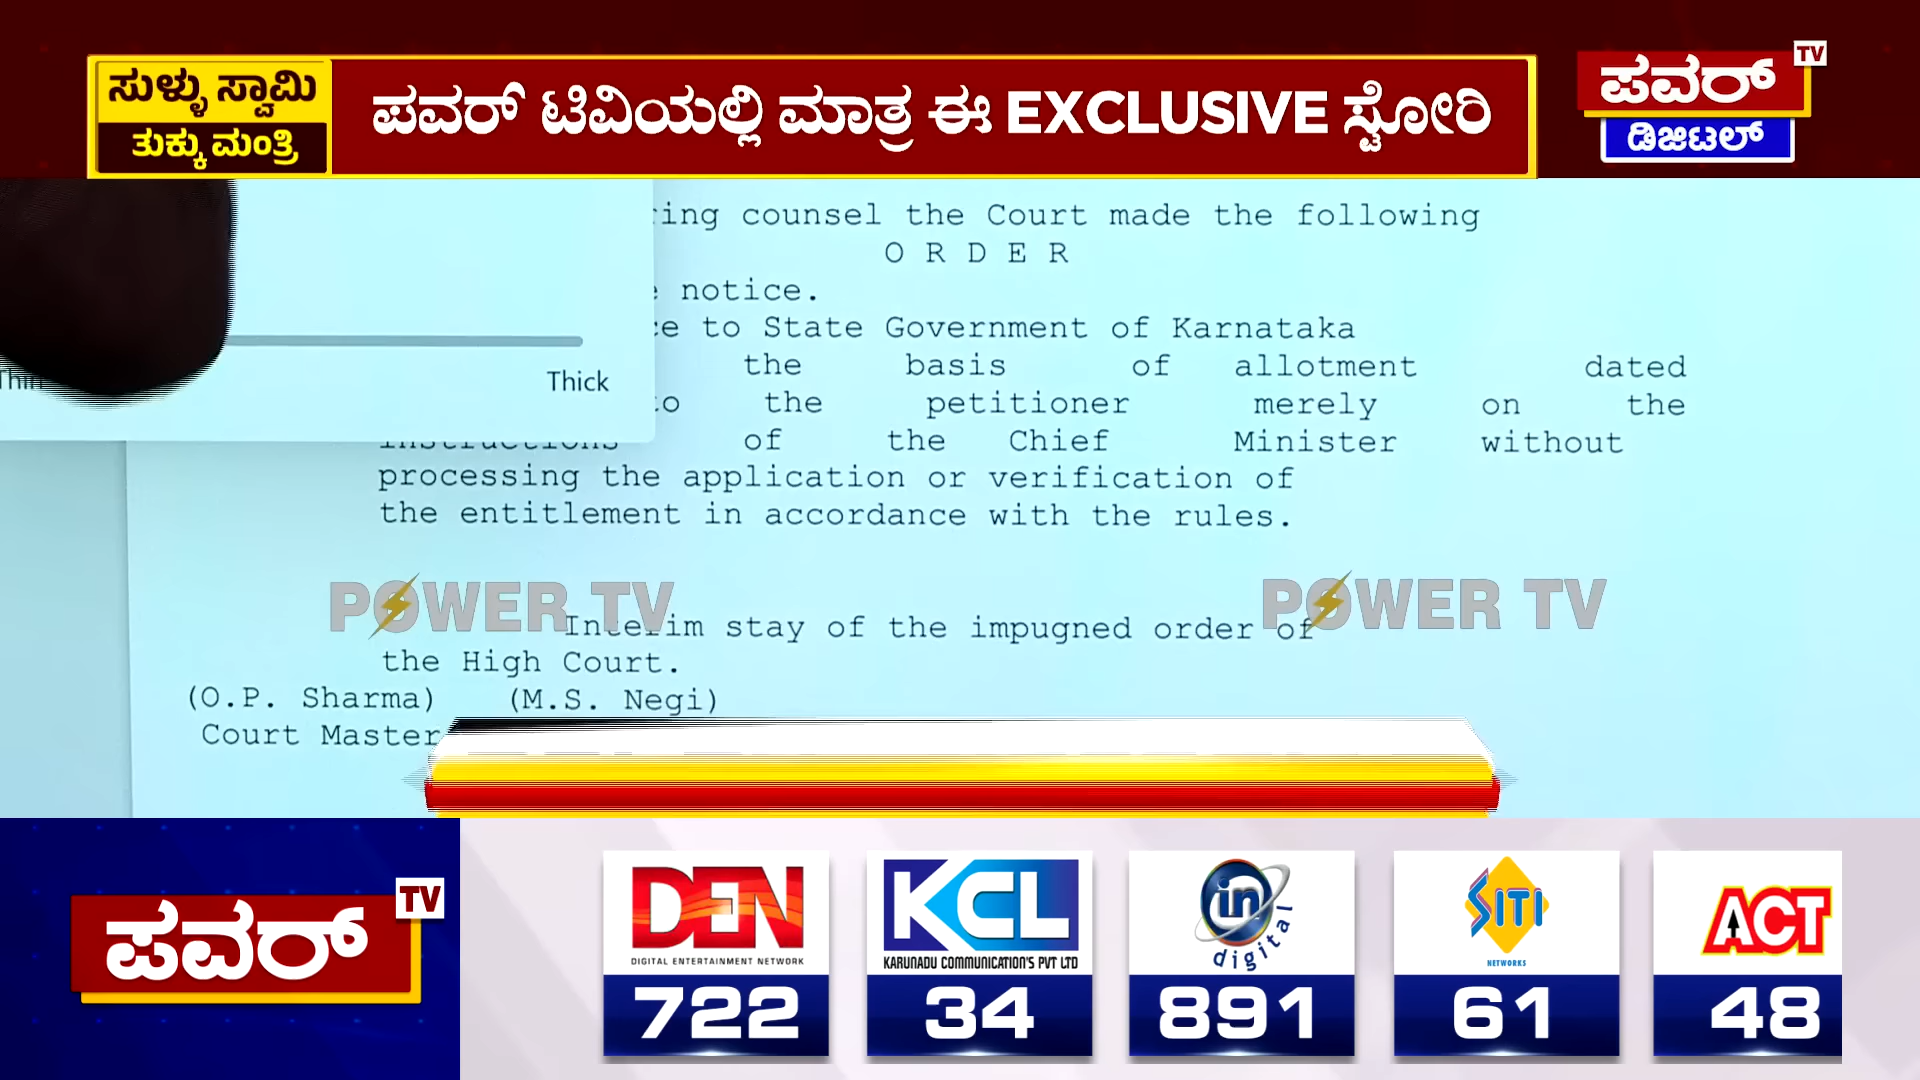 ಸುಳ್ಳು ಸ್ವಾಮಿ
ತುಕ್ಕು ಮಂತ್ರಿ
ಪವರ್ ಟಿವಿಯಲ್ಲಿ ಮಾತ್ರ ಈ EXCLUSIVE ಸ್ಟೋರಿ
ಪವರ್ TV
ಡಿಜಿಟಲ್
ring counsel the Court made the following
O R D E R
notice.
to State Government of Karnataka
the basis of allotment dated
to the petitioner merely on the
instructions of the Chief Minister without
processing the application or verification of
the entitlement in accordance with the rules.
Thin Thick
POWER TV
POWER TV
Interim stay of the impugned order of
the High Court.
(O.P. Sharma) (M.S. Negi)
Court Master
ಪವರ್ TV
DEN
DIGITAL ENTERTAINMENT NETWORK
722
KCL
KARUNADU COMMUNICATION'S PVT LTD
34
in digital
891
SITI
NETWORKS
61
ACT
48